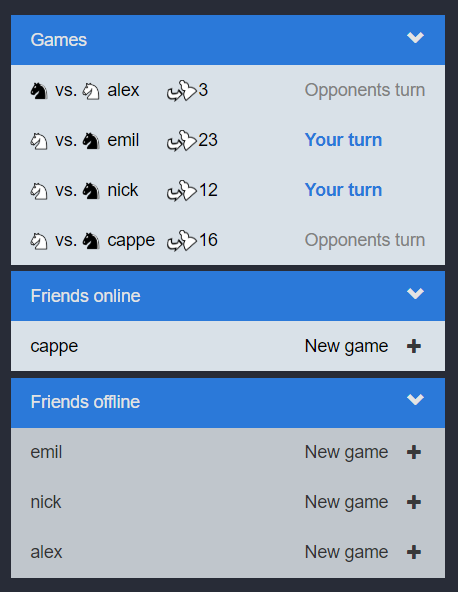 Games
vs. alex 3 Opponents turn
vs. emil 23 Your turn
vs. nick 12 Your turn
vs. cappe 16 Opponents turn
Friends online
cappe New game
Friends offline
emil New game
nick New game
alex New game